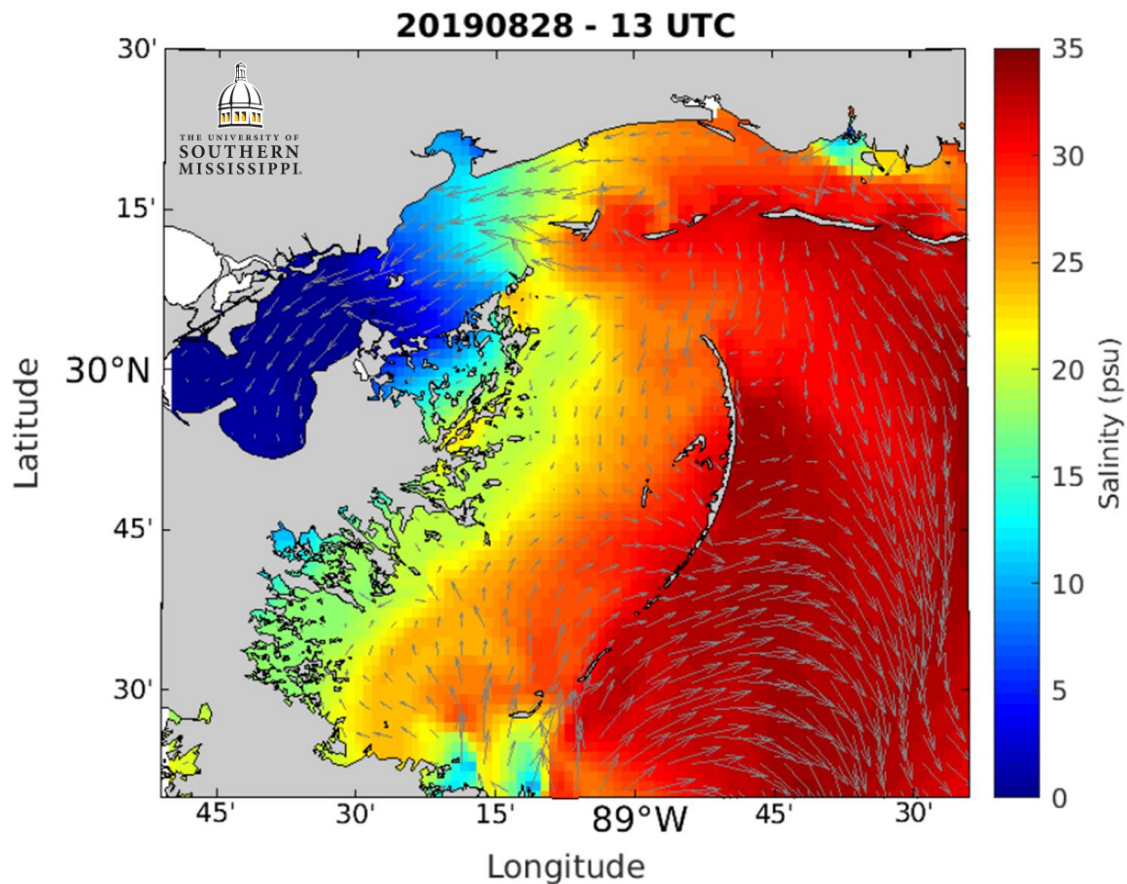 20190828 - 13 UTC
30'
THE UNIVERSITY OF
SOUTHERN
MISSISSIPPI
15'
30°N
45'
30'
Latitude
45'
30'
15'
89°W
45'
30'
Longitude
35
30
25
20
15
10
5
0
Salinity (psu)